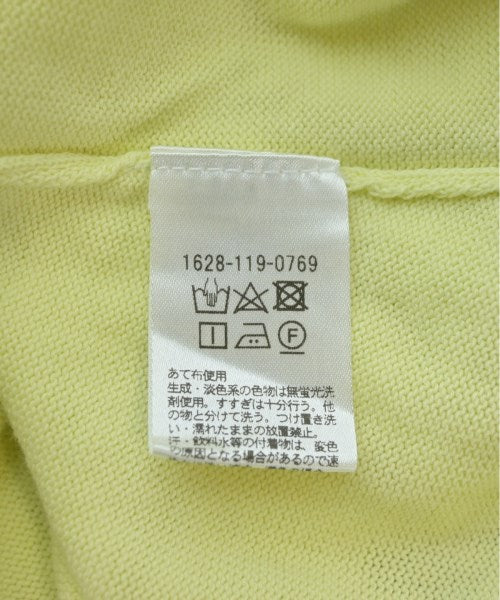 1628-119-0769
F
あて布使用
生成・淡色系の色物は無蛍光洗
剤使用。すすぎは十分行う。他
の物と分けて洗う。つけ置き洗
い・濡れたままの放置禁止。
汗・飲料水等の付着物は、変色
の原因となる場合があるので速